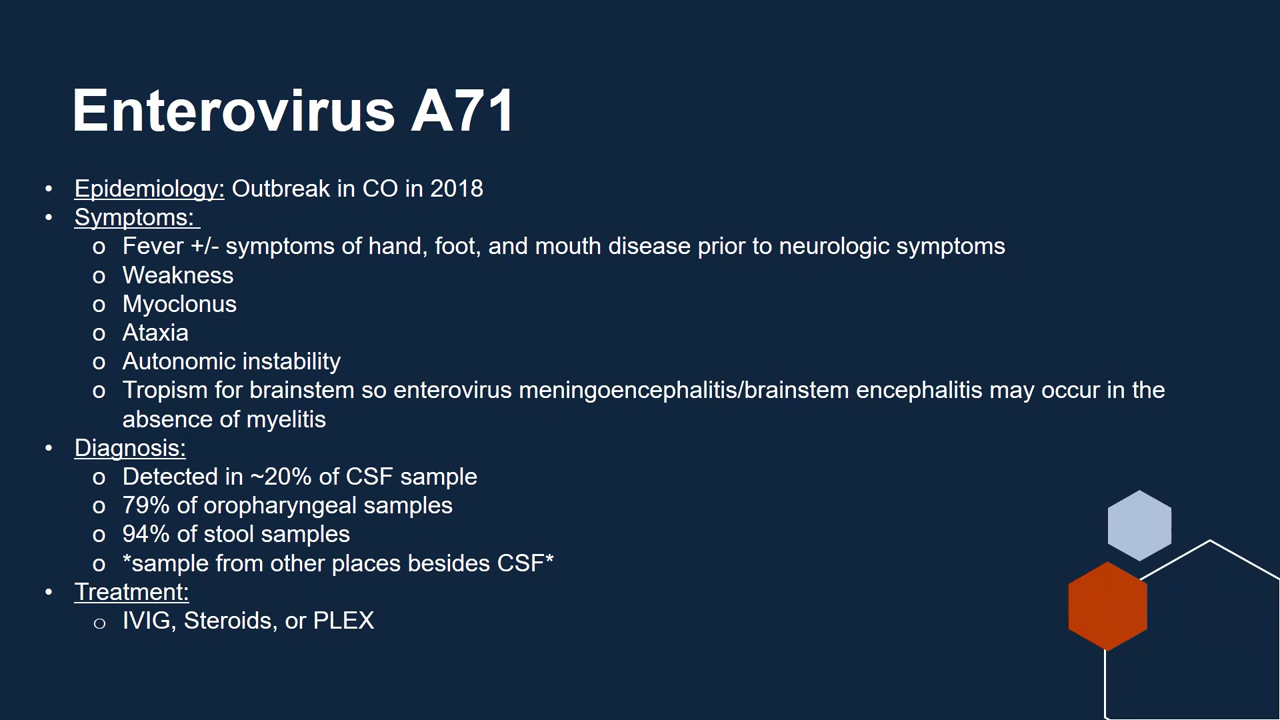 Enterovirus A71
• Epidemiology: Outbreak in CO in 2018
• Symptoms:
o Fever +/- symptoms of hand, foot, and mouth disease prior to neurologic symptoms
o Weakness
o Myoclonus
o Ataxia
o Autonomic instability
o Tropism for brainstem so enterovirus meningoencephalitis/brainstem encephalitis may occur in the
absence of myelitis
• Diagnosis:
o Detected in ~20% of CSF sample
o 79% of oropharyngeal samples
o 94% of stool samples
o *sample from other places besides CSF*
• Treatment:
o IVIG, Steroids, or PLEX